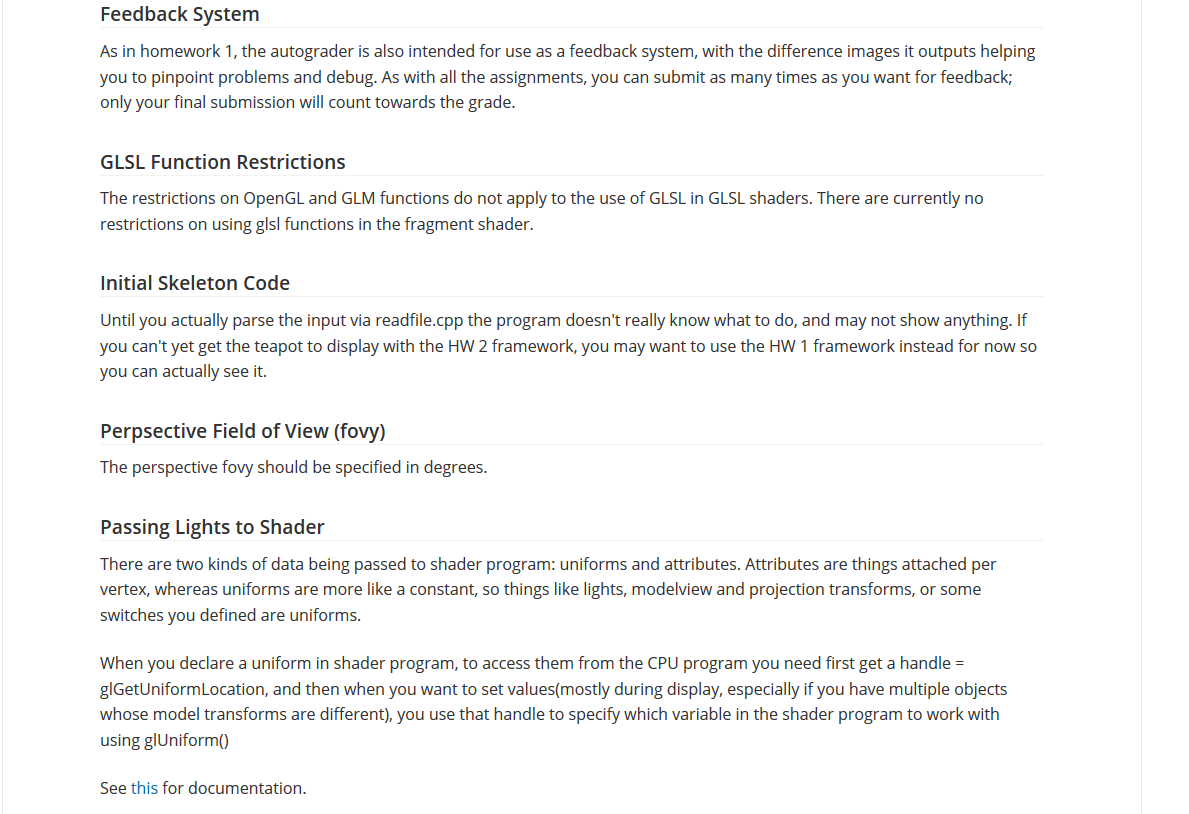 Feedback System
As in homework 1, the autograder is also intended for use as a feedback system, with the difference images it outputs helping
you to pinpoint problems and debug. As with all the assignments, you can submit as many times as you want for feedback;
only your final submission will count towards the grade.
GLSL Function Restrictions
The restrictions on OpenGL and GLM functions do not apply to the use of GLSL in GLSL shaders. There are currently no
restrictions on using glsl functions in the fragment shader.
Initial Skeleton Code
Until you actually parse the input via readfile.cpp the program doesn't really know what to do, and may not show anything. If
you can't yet get the teapot to display with the HW 2 framework, you may want to use the HW 1 framework instead for now so
you can actually see it.
Perpsective Field of View (fovy)
The perspective fovy should be specified in degrees.
Passing Lights to Shader
There are two kinds of data being passed to shader program: uniforms and attributes. Attributes are things attached per
vertex, whereas uniforms are more like a constant, so things like lights, modelview and projection transforms, or some
switches you defined are uniforms.
When you declare a uniform in shader program, to access them from the CPU program you need first get a handle =
glGetUniformLocation, and then when you want to set values(mostly during display, especially if you have multiple objects
whose model transforms are different), you use that handle to specify which variable in the shader program to work with
using glUniform()
See this for documentation.